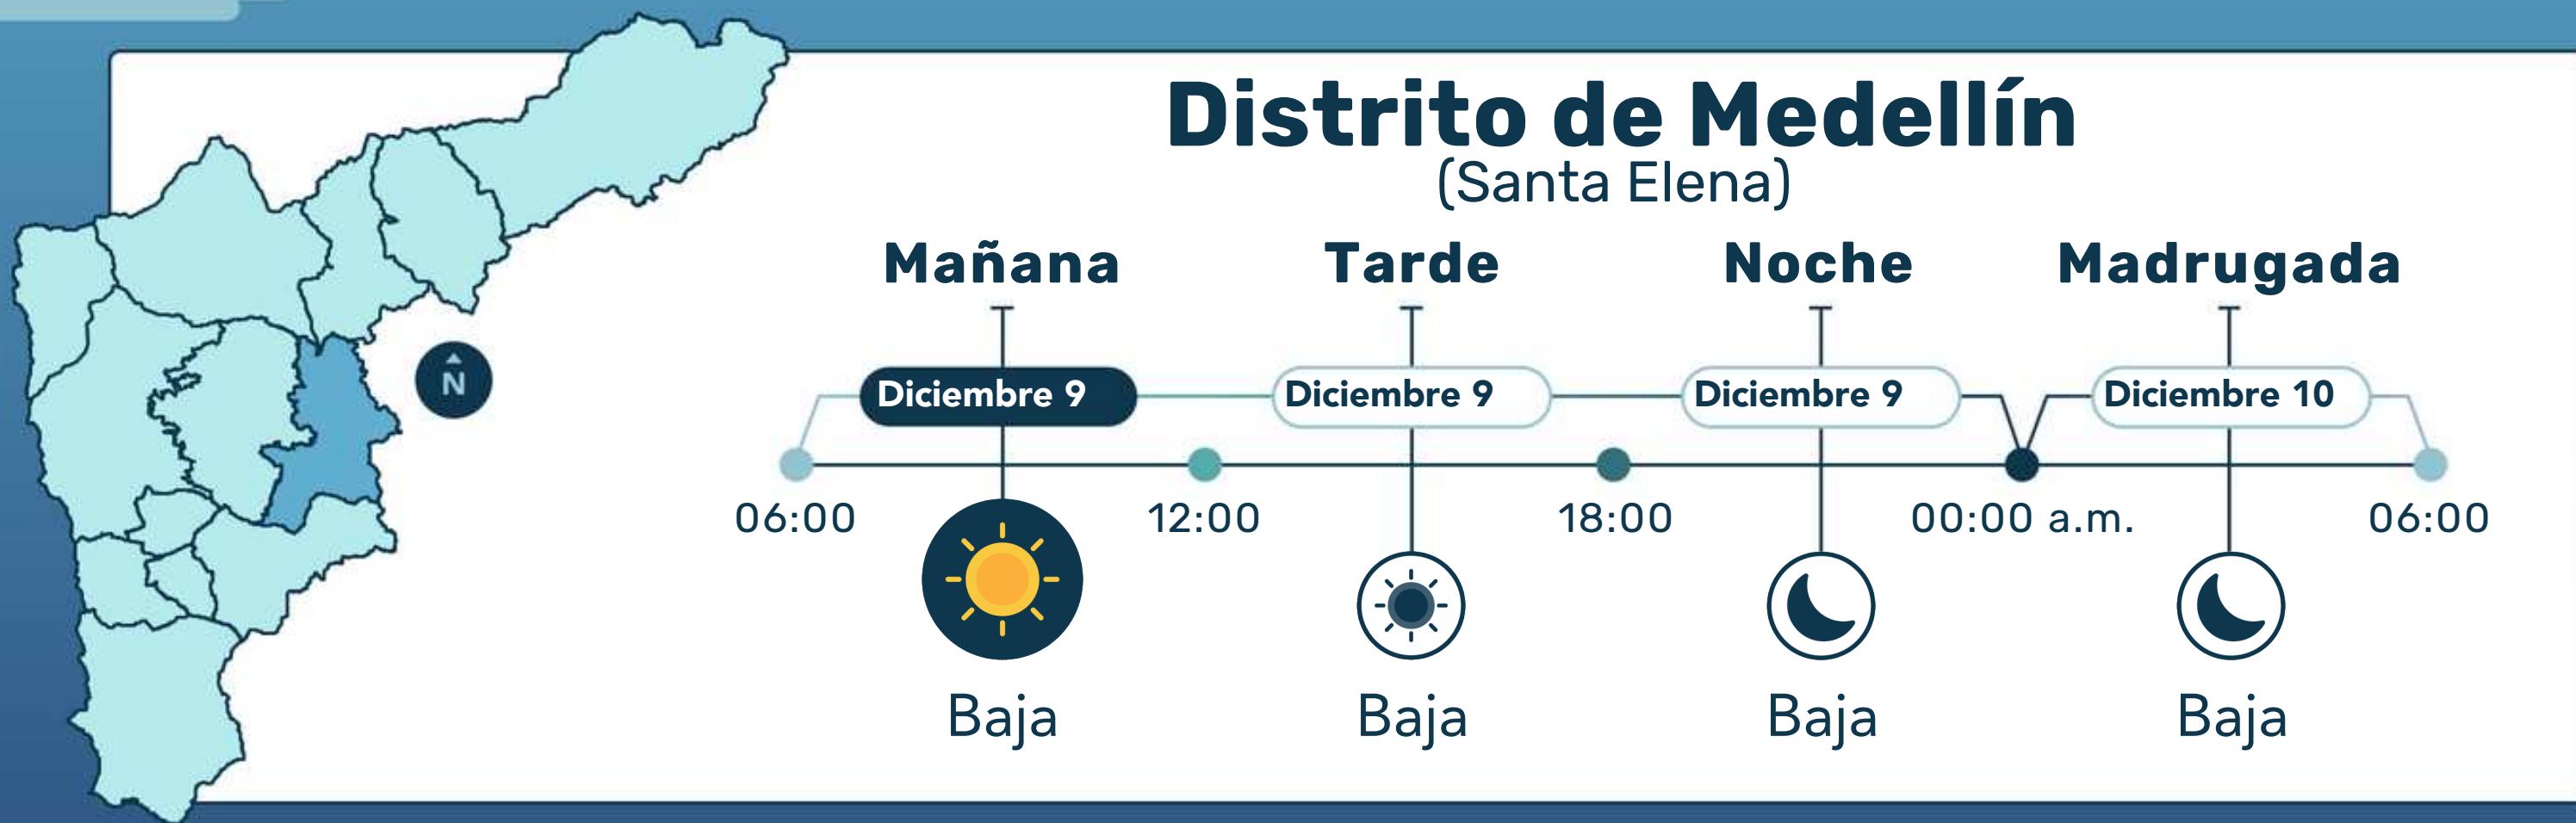 Distrito de Medellín
(Santa Elena)
Mañana Tarde Noche Madrugada
N
Diciembre 9 Diciembre 9 Diciembre 9 Diciembre 10
06:00 12:00 18:00 00:00 a.m. 06:00
Baja Baja Baja Baja